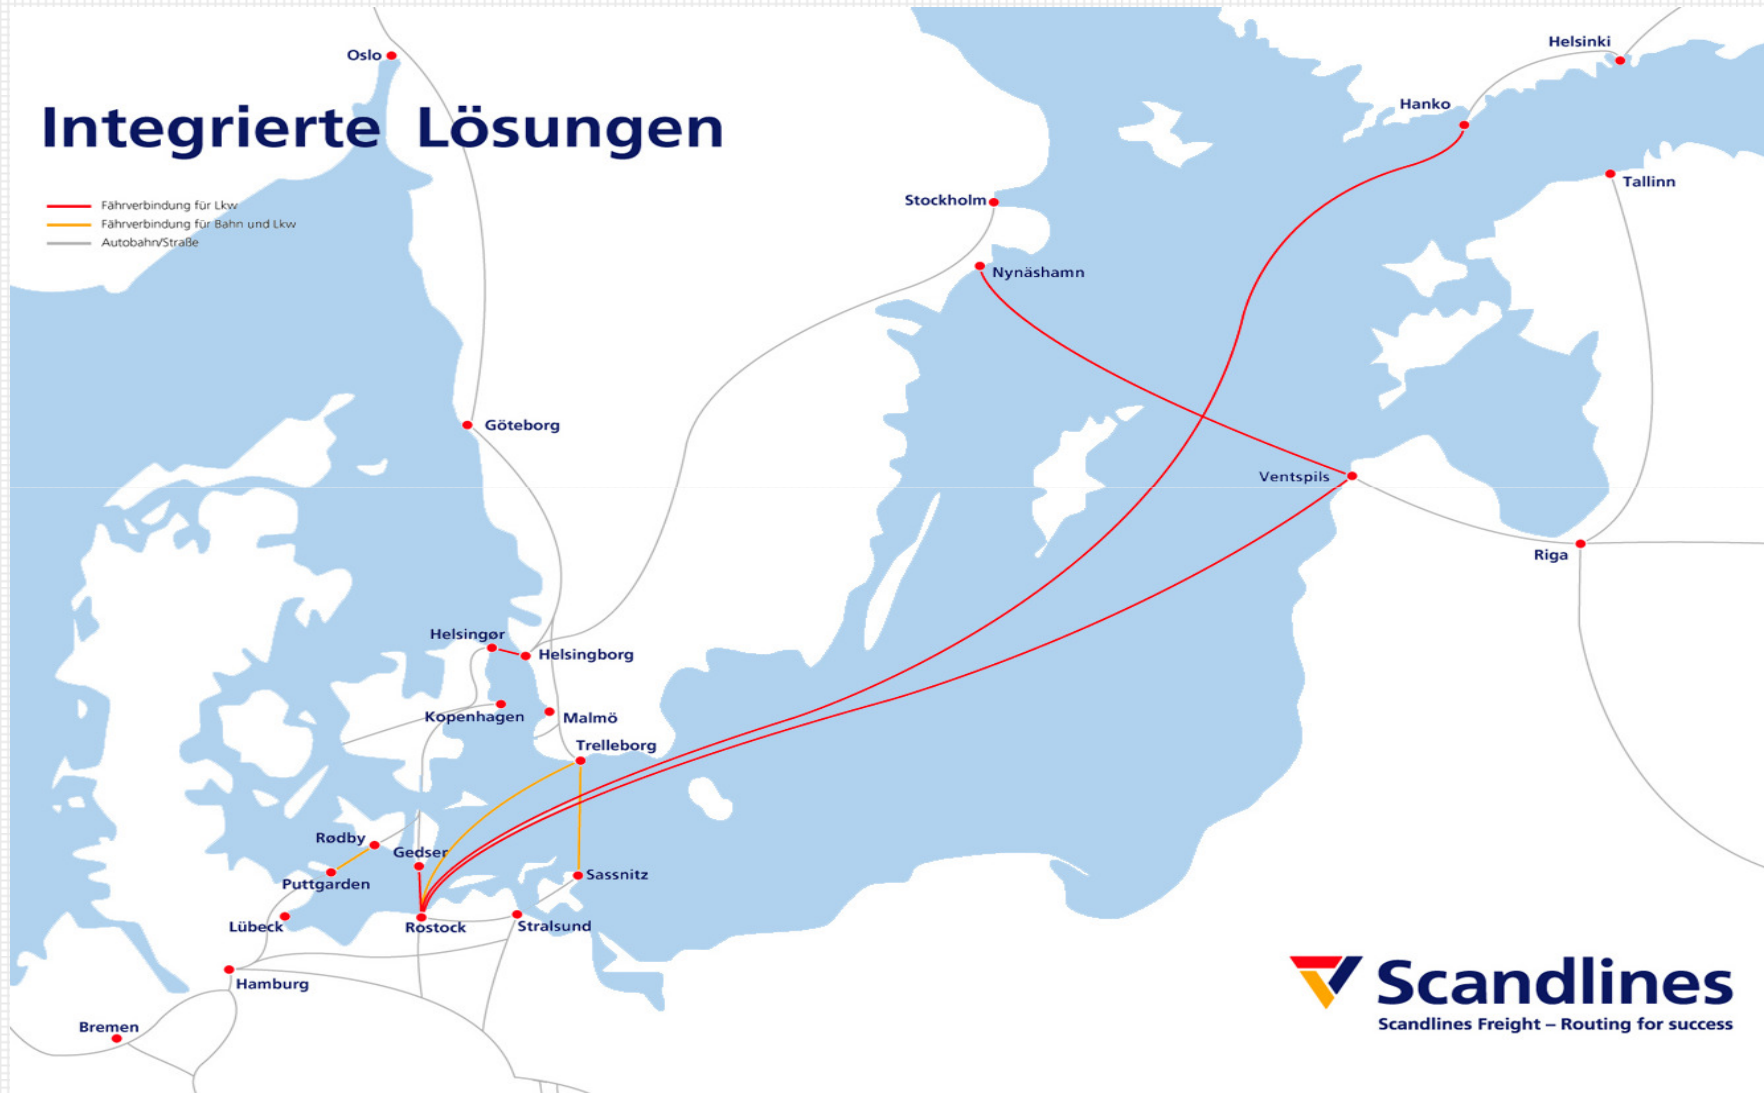 Oslo
Helsinki
Hanko
Integrierte Lösungen
Tallinn
Stockholm
Fährverbindung für Lkw
Fährverbindung für Bahn und Lkw
Autobahn/Straße
Nynäshamn
Göteborg
Ventspils
Riga
Helsingør
Helsingborg
Kopenhagen
Malmö
Trelleborg
Rødby
Gedser
Puttgarden
Sassnitz
Lübeck
Rostock
Stralsund
Hamburg
Scandlines
Scandlines Freight – Routing for success
Bremen